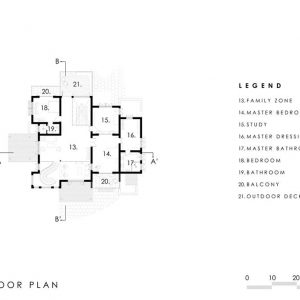 B
21.
20.
LEGEND
13.FAMILY ZONE
14.MASTER BEDRO
15.STUDY
16.MASTER DRESSI
17.MASTER BATHRO
18.BEDROOM
19.BATHROOM
20.BALCONY
21.OUTDOOR DECK
18.
15.
16.
19.
13.
14.
17.
A
A'
20.
B'
OOR PLAN
0 10 20